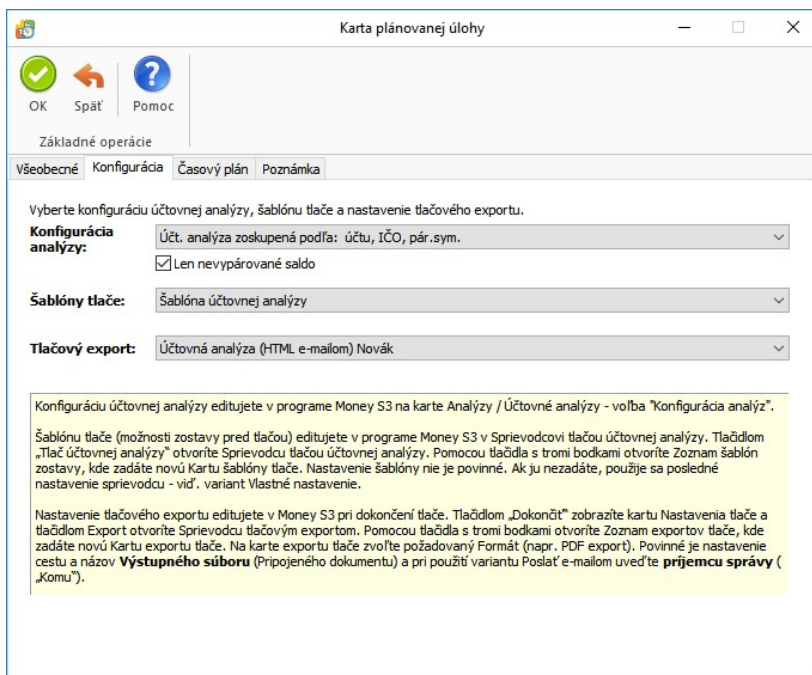 Karta plánovanej úlohy
OK Späť Pomoc
Základné operácie
Všeobecné Konfigurácia Časový plán Poznámka
Vyberte konfiguráciu účtovnej analýzy, šablónu tlače a nastavenie tlačového exportu.
Konfigurácia
analýzy:
Účt. analýza zoskupená podľa:  účtu, IČO, pár.sym.
Len nevypárované saldo
Šablóny tlače: Šablóna účtovnej analýzy
Tlačový export: Účtovná analýza (HTML e-mailom) Novák
Konfiguráciu účtovnej analýzy editujete v programe Money S3 na karte Analýzy / Účtovné analýzy - voľba "Konfigurácia analýz".
Šablónu tlače (možnosti zostavy pred tlačou) editujete v programe Money S3 v Sprievodcovi tlačou účtovnej analýzy. Tlačidlom
„Tlač účtovnej analýzy" otvoríte Sprievodcu tlačou účtovnej analýzy. Pomocou tlačidla s tromi bodkami otvoríte Zoznam šablón
zostavy, kde zadáte novú Kartu šablóny tlače. Nastavenie šablóny nie je povinné. Ak ju nezadáte, použije sa posledné
nastavenie sprievodcu - viď. variant Vlastné nastavenie.
Nastavenie tlačového exportu editujete v Money S3 pri dokončení tlače. Tlačidlom „Dokončiť" zobrazíte kartu Nastavenia tlače a
tlačidlom Export otvoríte Sprievodcu tlačovým exportom. Pomocou tlačidla s tromi bodkami otvoríte Zoznam exportov tlače, kde
zadáte novú Kartu exportu tlače. Na karte exportu tlače zvoľte požadovaný Formát (napr. PDF export). Povinné je nastavenie
cestu a názov Výstupného súboru (Pripojeného dokumentu) a pri použití variantu Poslať e-mailom uveďte príjemcu správy (
„Komu").